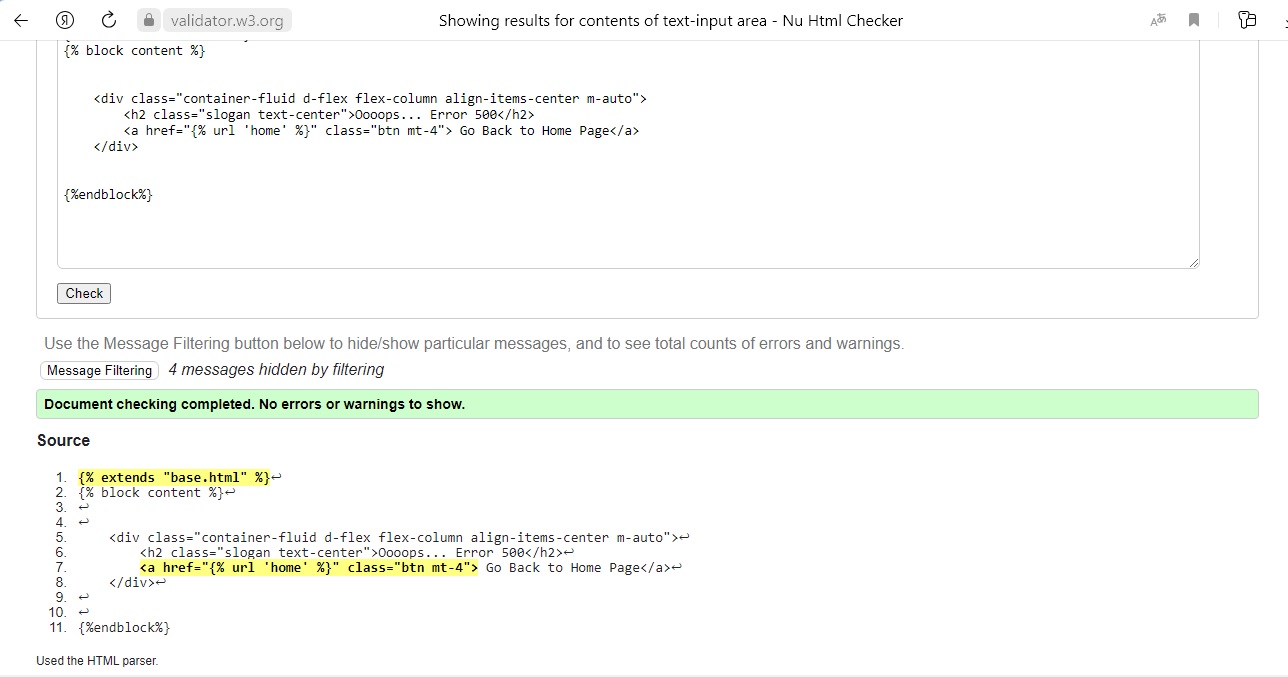 validator.w3.org Showing results for contents of text-input area - Nu Html Checker
{% block content %}
<div class="container-fluid d-flex flex-column align-items-center m-auto">
<h2 class="slogan text-center">Oooops... Error 500</h2>
<a href="{% url 'home' %}" class="btn mt-4"> Go Back to Home Page</a>
</div>
{%endblock%}
Check
Use the Message Filtering button below to hide/show particular messages, and to see total counts of errors and warnings.
Message Filtering 4 messages hidden by filtering
Document checking completed. No errors or warnings to show.
Source
1. {% extends "base.html" %}↩
2. {% block content %}↩
3. ↩
4. ↩
5. <div class="container-fluid d-flex flex-column align-items-center m-auto">↩
6. <h2 class="slogan text-center">Oooops... Error 500</h2>↩
7. <a href="{% url 'home' %}" class="btn mt-4"> Go Back to Home Page</a>↩
8. </div>↩
9. ↩
10. ↩
11. {%endblock%}
Used the HTML parser.